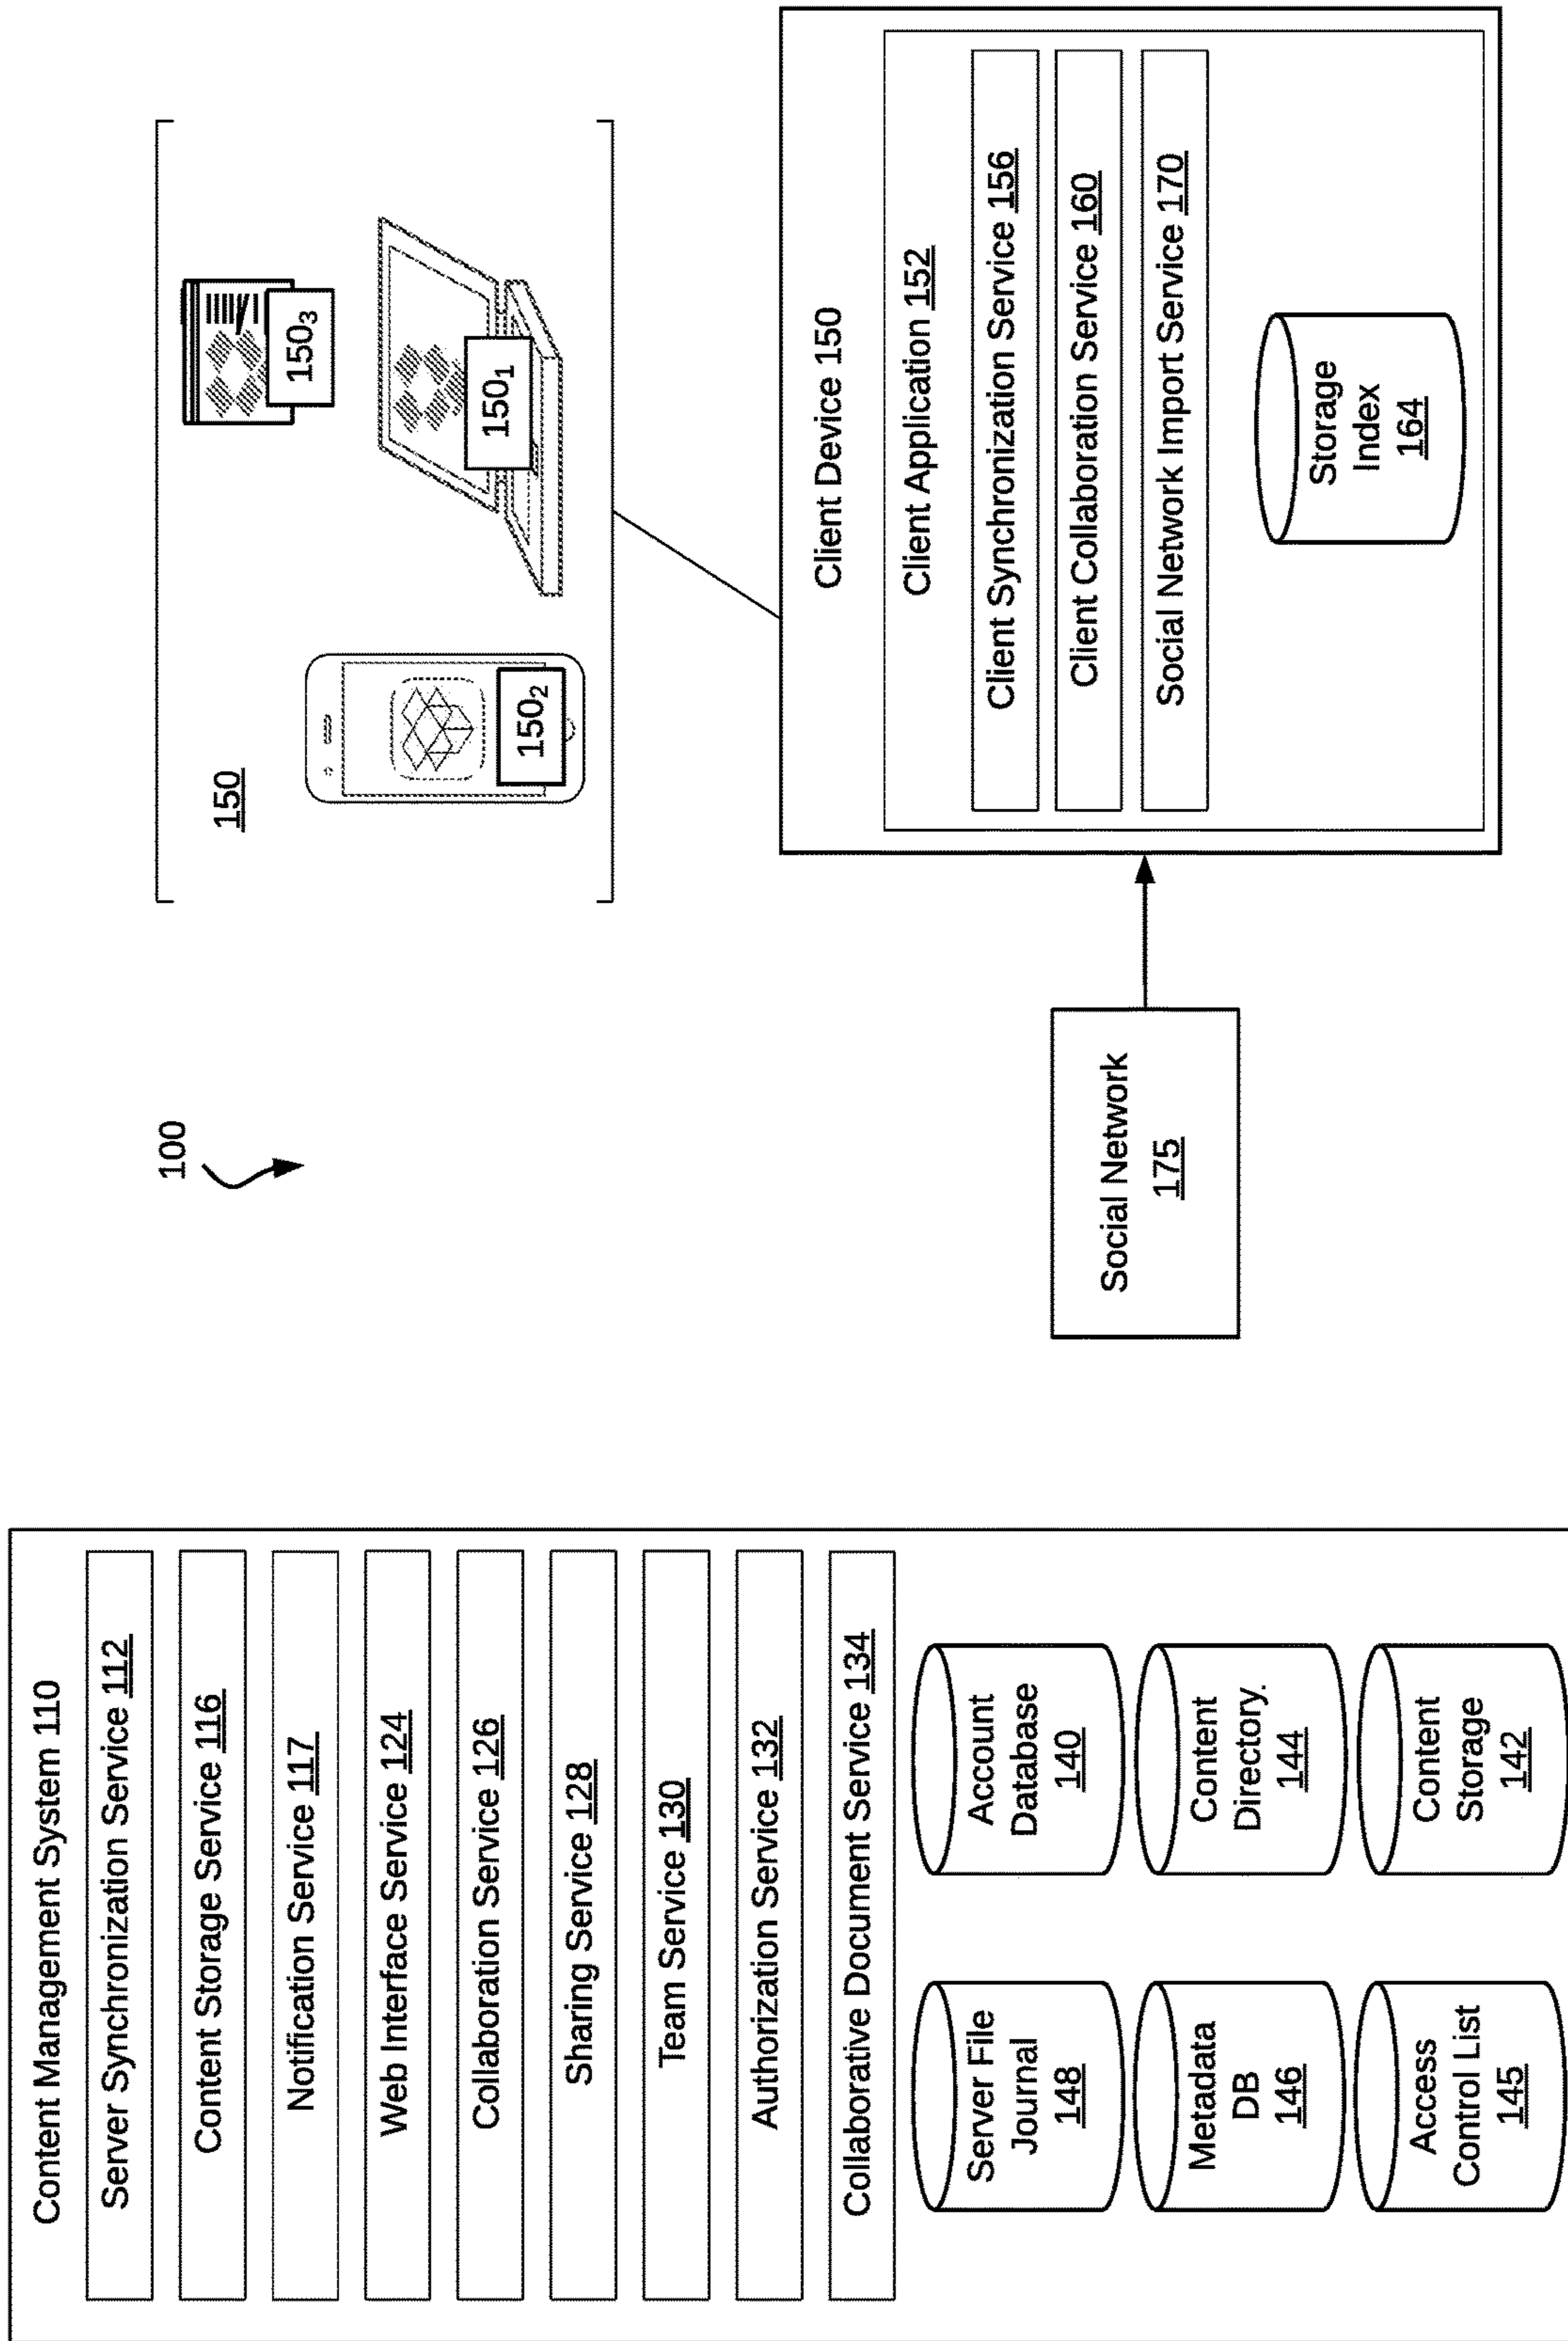 Content Management System 110
Server Synchronization Service 112
Content Storage Service 116
Notification Service 117
Web Interface Service 124
Collaboration Service 126
Sharing Service 128
Team Service 130
Authorization Service 132
Collaborative Document Service 134
Server File
Journal
148
Account
Database
140
Metadata
DB
146
Content
Directory.
144
Access
Control List
145
Content
Storage
142
100
150
150₂
150₁
150₃
Social Network
175
Client Device 150
Client Application 152
Client Synchronization Service 156
Client Collaboration Service 160
Social Network Import Service 170
Storage
Index
164